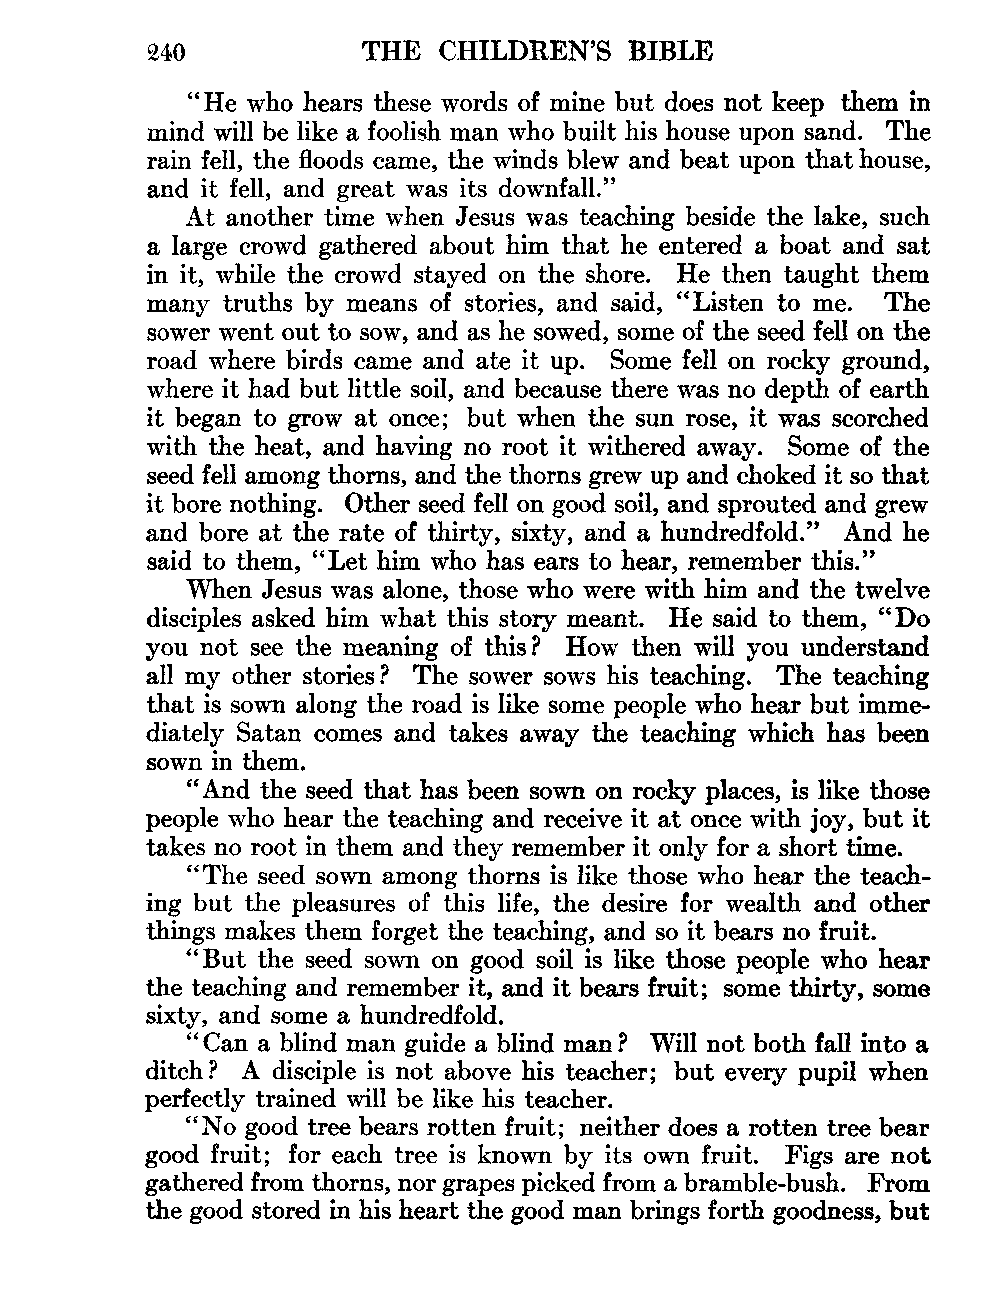 240 THE CHILDREN'S BIBLE
“He who hears these words of mine but does not keep them in
mind will be like a foolish man who built his house upon sand. The
rain fell, the floods came, the winds blew and beat upon that house,
and it fell, and great was its downfall.”
At another time when Jesus was teaching beside the lake, such
a large crowd gathered about him that he entered a boat and sat
in it, while the crowd stayed on the shore. He then taught them
many truths by means of stories, and said, “Listen to me. The
sower went out to sow, and as he sowed, some of the seed fell on the
road where birds came and ate it up. Some fell on rocky ground,
where it had but little soil, and because there was no depth of earth
it began to grow at once; but when the sun rose, it was scorched
with the heat, and having no root it withered away. Some of the
seed fell among thorns, and the thorns grew up and choked it so that
it bore nothing. Other seed fell on good soil, and sprouted and grew
and bore at the rate of thirty, sixty, and a hundredfold.” And he
said to them, “Let him who has ears to hear, remember this.”
When Jesus was alone, those who were with him and the twelve
disciples asked him what this story meant. He said to them, “Do
you not see the meaning of this? How then will you understand
all my other stories? The sower sows his teaching. The teaching
that is sown along the road is like some people who hear but imme-
diately Satan comes and takes away the teaching which has been
sown in them.
“And the seed that has been sown on rocky places, is like those
people who hear the teaching and receive it at once with joy, but it
takes no root in them and they remember it only for a short time.
“The seed sown among thorns is like those who hear the teach-
ing but the pleasures of this life, the desire for wealth and other
things makes them forget the teaching, and so it bears no fruit.
“But the seed sown on good soil is like those people who hear
the teaching and remember it, and it bears fruit; some thirty, some
sixty, and some a hundredfold.
“Can a blind man guide a blind man? Will not both fall into a
ditch? A disciple is not above his teacher; but every pupil when
perfectly trained will be like his teacher.
“No good tree bears rotten fruit; neither does a rotten tree bear
good fruit; for each tree is known by its own fruit. Figs are not
gathered from thorns, nor grapes picked from a bramble-bush. From
the good stored in his heart the good man brings forth goodness, but